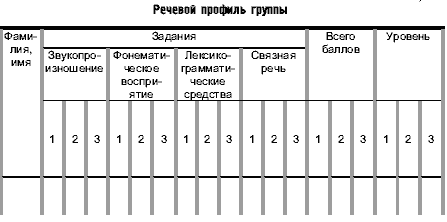 Речевой профиль группы
Фами-
лия,
имя
Задания
Всего
баллов
Уровень
Звукопро-
изношение
Фонемати-
ческое
воспри-
ятие
Лексико-
граммати-
ческие
средства
Связная
речь
1 2 3 1 2 3 1 2 3 1 2 3 1 2 3 1 2 3